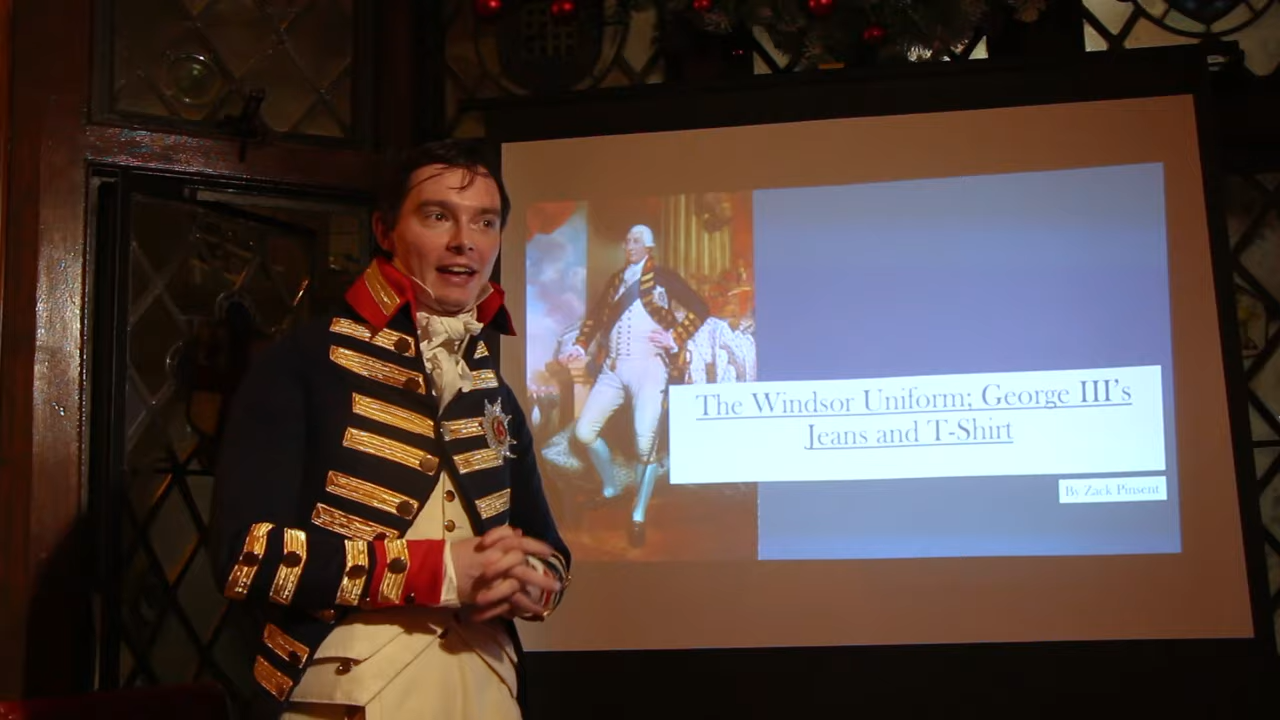 The Windsor Uniform; George III's
Jeans and T-Shirt
By Zack Pinsent